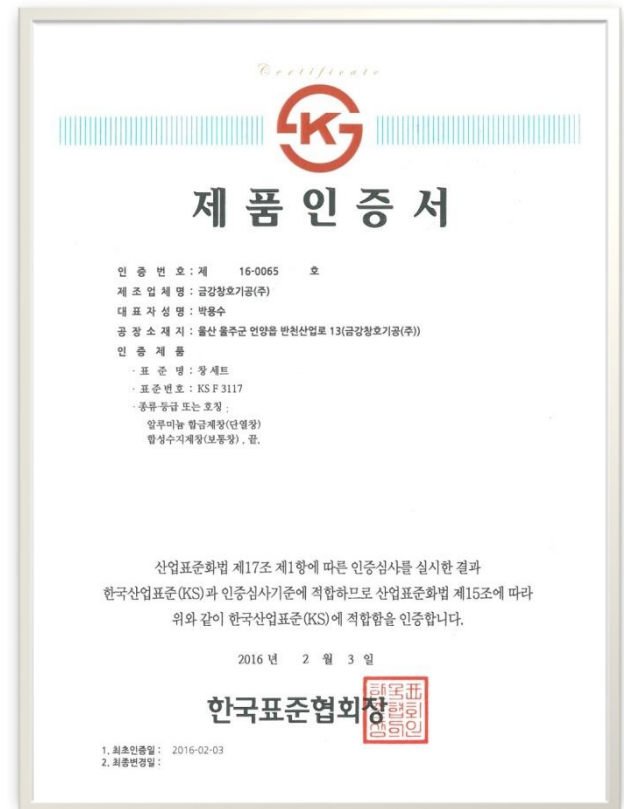 Certificate
KS
제품인증서
인 증 번 호 : 제 16-0065 호
제 조 업 체 명 : 금강창호기공(주)
대 표 자 성 명 : 박용수
공 장 소 재 지 : 울산 울주군 언양읍 반천산업로 13(금강창호기공(주))
인 증 제 품
· 표 준 명 : 창 세트
· 표준번호 : KS F 3117
· 종류·등급 또는 호칭 :
알루미늄 합금제창(단열창)
합성수지제창(보통창) . 끝.
산업표준화법 제17조 제1항에 따른 인증심사를 실시한 결과
한국산업표준(KS)과 인증심사기준에 적합하므로 산업표준화법 제15조에 따라
위와 같이 한국산업표준(KS)에 적합함을 인증합니다.
2016 년 2 월 3 일
한국표준협회장
1. 최초인증일 : 2016-02-03
2. 최종변경일 :